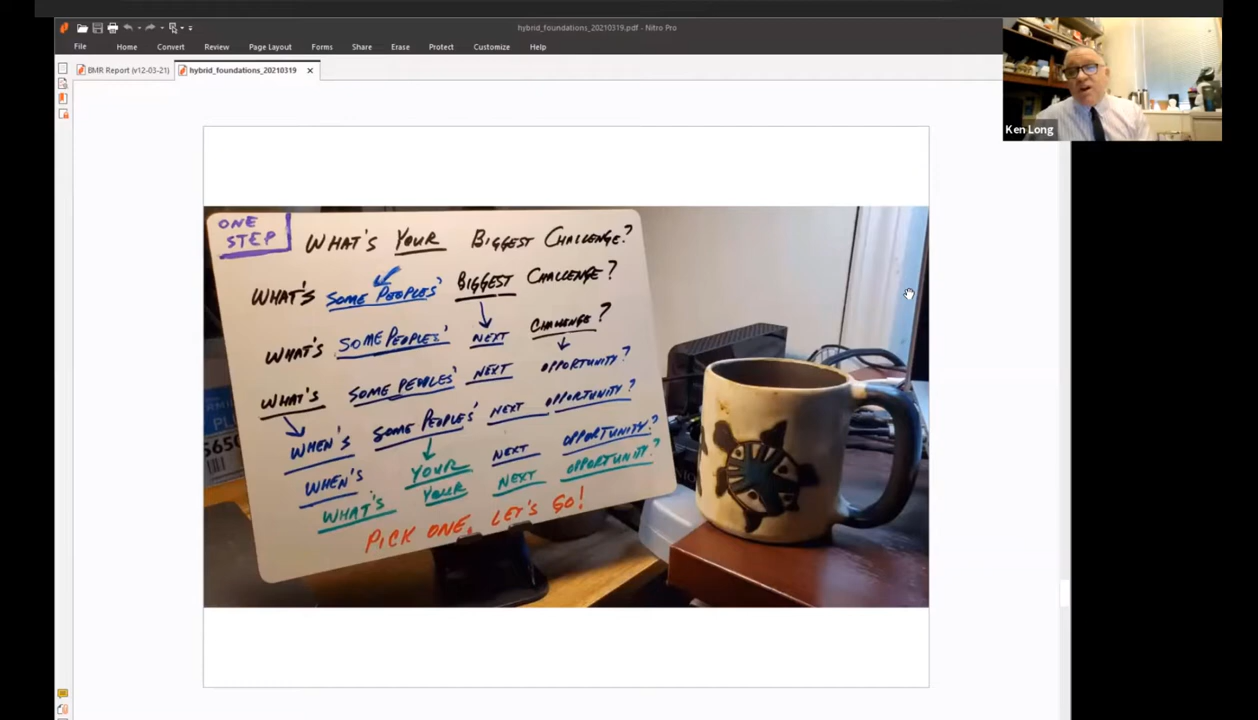 hybrid_foundations_20210319.pdf - Nitro Pro
File Home Convert Review Page Layout Forms Share Erase Protect Customize Help
BMR Report (v12-03-21) hybrid_foundations_20210319
Ken Long
ONE
STEP
WHAT'S YOUR BIGGEST CHALLENGE?
WHAT'S SOME PEOPLES' BIGGEST CHALLENGE?
WHAT'S SOME PEOPLES' NEXT CHALLENGE?
WHAT'S SOME PEOPLES' NEXT OPPORTUNITY?
WHEN'S SOME PEOPLES' NEXT OPPORTUNITY?
WHEN'S YOUR NEXT OPPORTUNITY?
WHAT'S YOUR NEXT OPPORTUNITY?
PICK ONE. LET'S GO!
5650